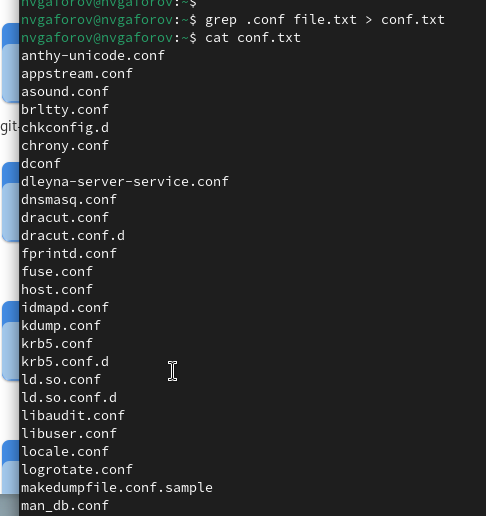 nvgaforov@nvgaforov:~$
nvgaforov@nvgaforov:~$ grep .conf file.txt > conf.txt
nvgaforov@nvgaforov:~$ cat conf.txt
anthy-unicode.conf
appstream.conf
asound.conf
brltty.conf
git-
chkconfig.d
chrony.conf
dconf
dleyna-server-service.conf
dnsmasq.conf
dracut.conf
dracut.conf.d
fprintd.conf
fuse.conf
host.conf
idmapd.conf
kdump.conf
krb5.conf
krb5.conf.d
ld.so.conf
ld.so.conf.d
libaudit.conf
libuser.conf
locale.conf
logrotate.conf
makedumpfile.conf.sample
man_db.conf